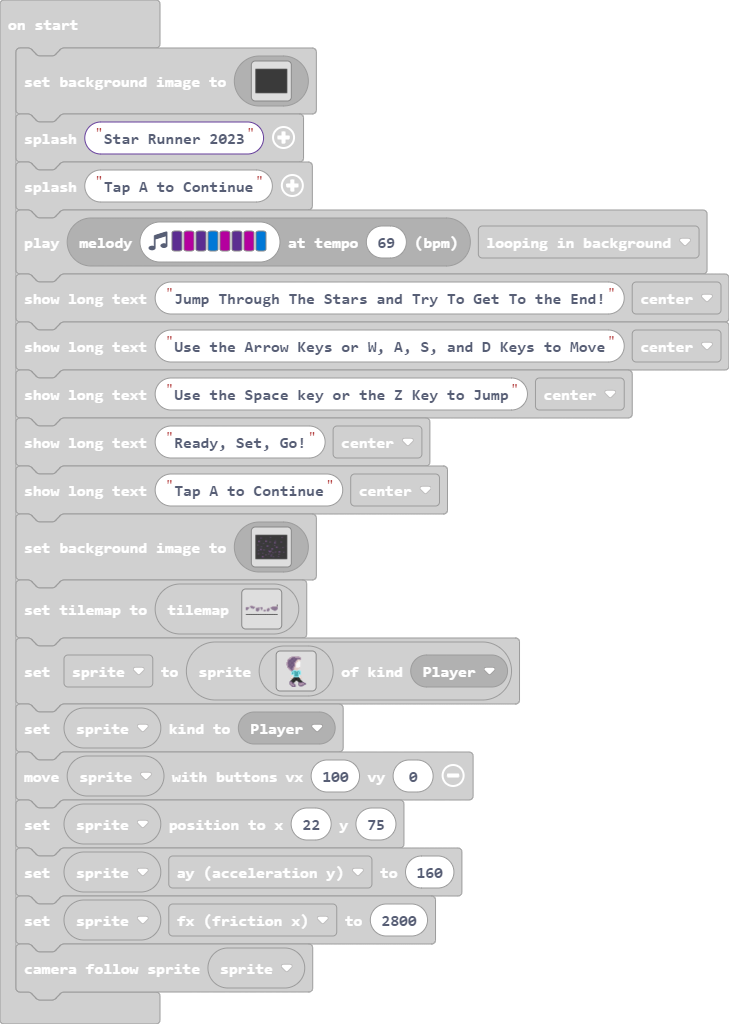 on start
set background image to
splash "Star Runner 2023"
splash "Tap A to Continue"
play melody at tempo 69 (bpm) looping in background
show long text "Jump Through The Stars and Try To Get To the End!" center
show long text "Use the Arrow Keys or W, A, S, and D Keys to Move" center
show long text "Use the Space key or the Z Key to Jump" center
show long text "Ready, Set, Go!" center
show long text "Tap A to Continue" center
set background image to
set tilemap to tilemap
set sprite to sprite of kind Player
set sprite kind to Player
move sprite with buttons vx 100 vy 0
set sprite position to x 22 y 75
set sprite ay (acceleration y) to 160
set sprite fx (friction x) to 2800
camera follow sprite sprite